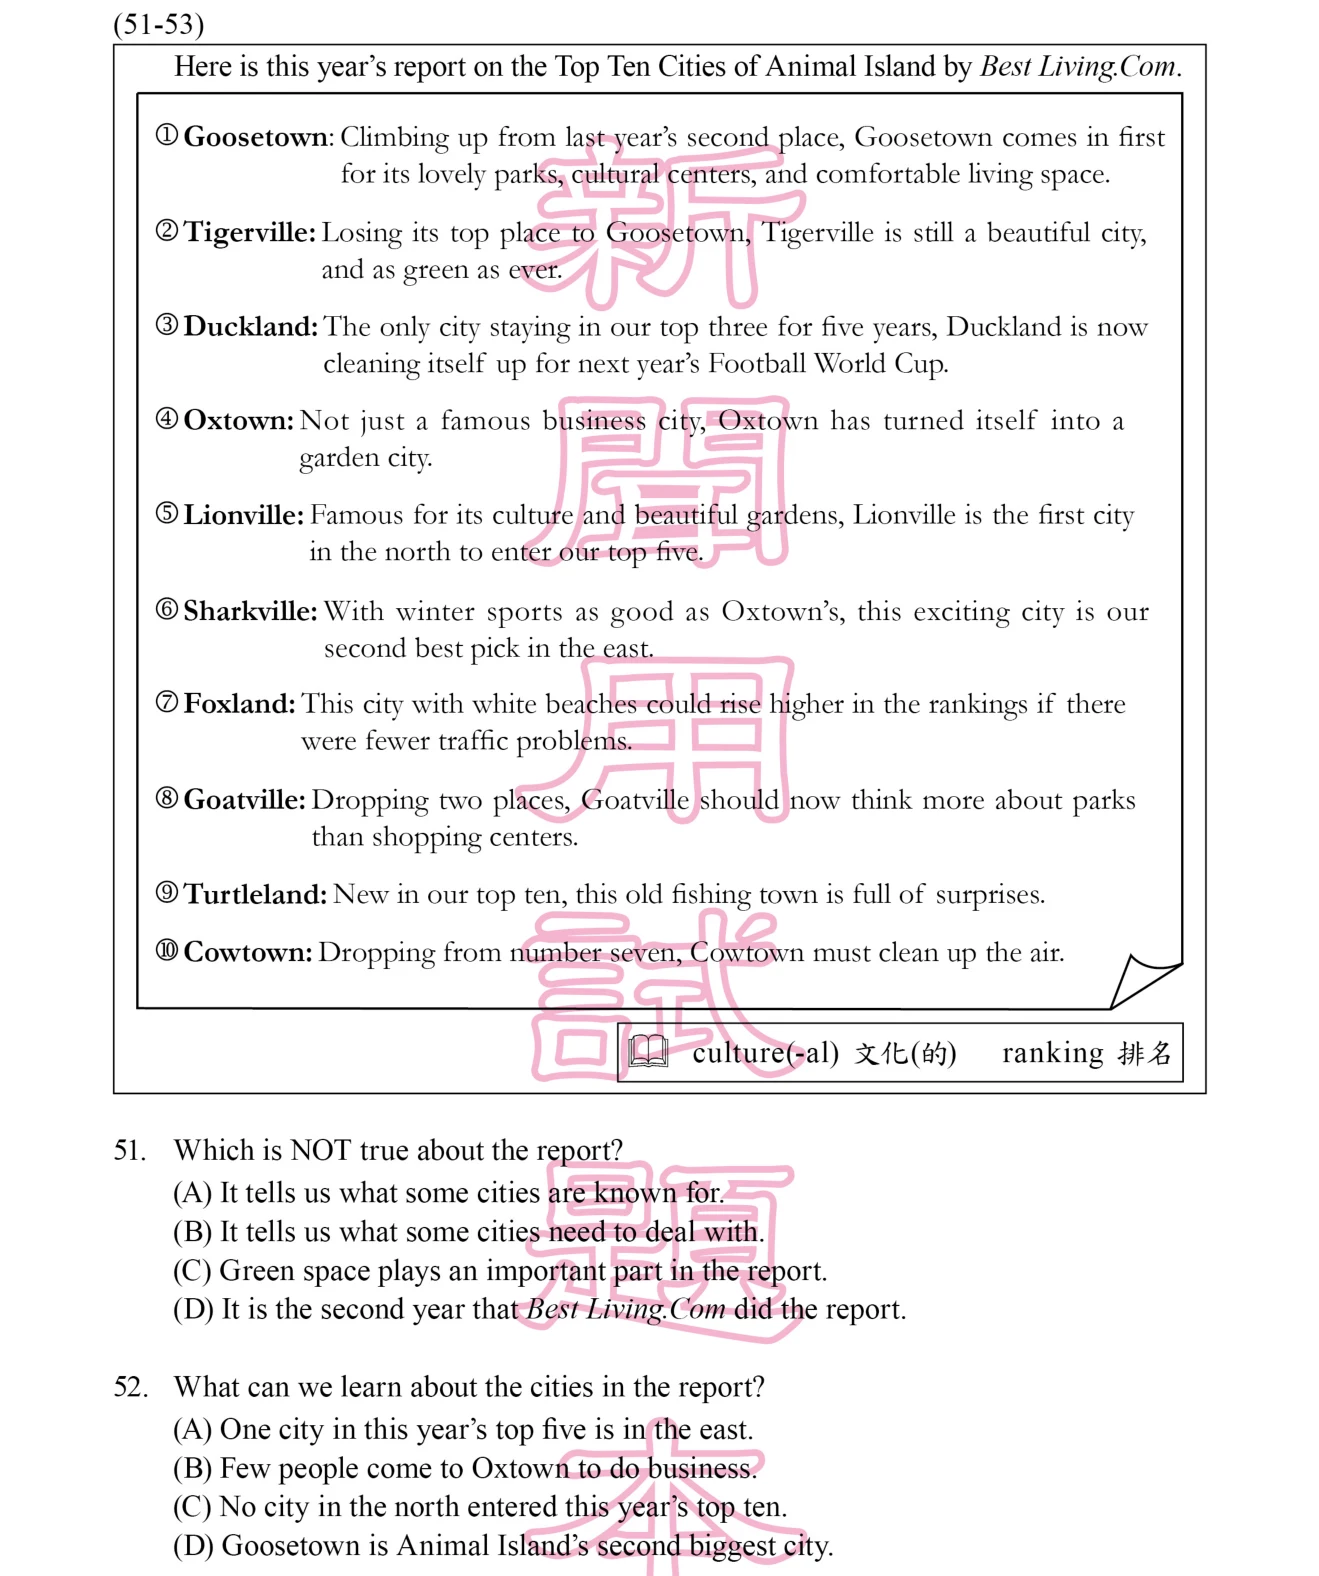 (51-53)
Here is this year's report on the Top Ten Cities of Animal Island by Best Living.Com.
① Goosetown: Climbing up from last year's second place, Goosetown comes in first
for its lovely parks, cultural centers, and comfortable living space.
② Tigerville: Losing its top place to Goosetown, Tigerville is still a beautiful city,
and as green as ever.
③ Duckland: The only city staying in our top three for five years, Duckland is now
cleaning itself up for next year's Football World Cup.
④ Oxtown: Not just a famous business city, Oxtown has turned itself into a
garden city.
⑤ Lionville: Famous for its culture and beautiful gardens, Lionville is the first city
in the north to enter our top five.
⑥ Sharkville: With winter sports as good as Oxtown's, this exciting city is our
second best pick in the east.
⑦ Foxland: This city with white beaches could rise higher in the rankings if there
were fewer traffic problems.
⑧ Goatville: Dropping two places, Goatville should now think more about parks
than shopping centers.
⑨ Turtleland: New in our top ten, this old fishing town is full of surprises.
⑩ Cowtown: Dropping from number seven, Cowtown must clean up the air.
culture(-al) 文化(的) ranking 排名
51. Which is NOT true about the report?
(A) It tells us what some cities are known for.
(B) It tells us what some cities need to deal with.
(C) Green space plays an important part in the report.
(D) It is the second year that Best Living.Com did the report.
52. What can we learn about the cities in the report?
(A) One city in this year's top five is in the east.
(B) Few people come to Oxtown to do business.
(C) No city in the north entered this year's top ten.
(D) Goosetown is Animal Island's second biggest city.
新聞用試題本